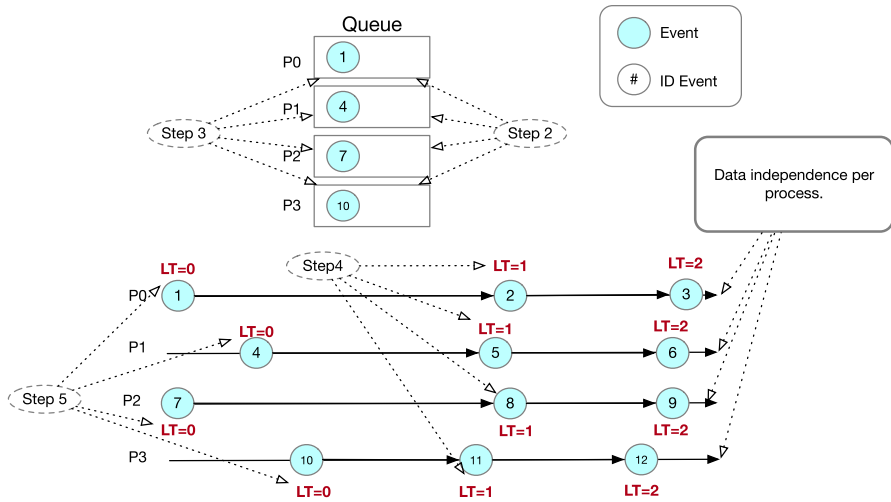 Queue
P0
1
P1
4
P2
7
P3
10
Step 3
Step 2
Event
#
ID Event
Data independence per
process.
Step4
LT=0
LT=1
LT=2
P0
1
2
3
LT=0
LT=1
LT=2
P1
4
5
6
P2
7
8
9
LT=0
LT=1
LT=2
Step 5
P3
10
11
12
LT=0
LT=1
LT=2